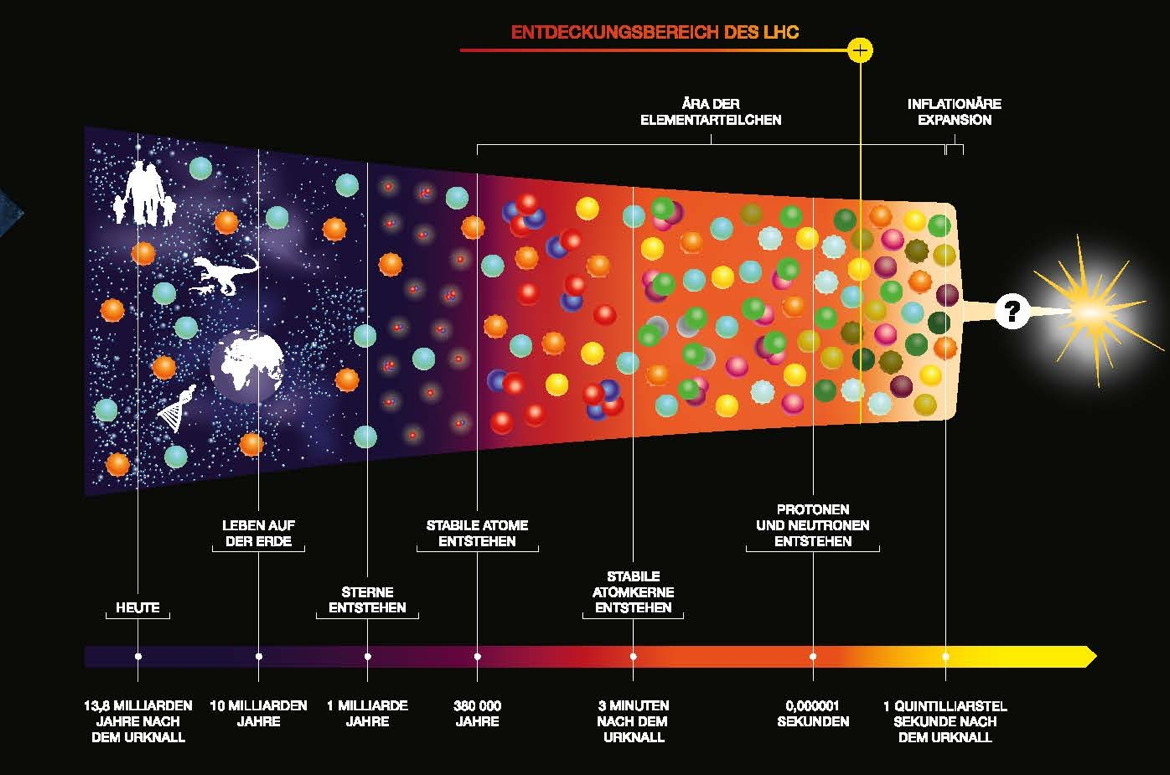 ENTDECKUNGSBEREICH DES LHC
+
ÄRA DER
ELEMENTARTEILCHEN
INFLATIONÄRE
EXPANSION
?
LEBEN AUF
DER ERDE
STABILE ATOME
ENTSTEHEN
PROTONEN
UND NEUTRONEN
ENTSTEHEN
HEUTE
STERNE
ENTSTEHEN
STABILE
ATOMKERNE
ENTSTEHEN
13,8 MILLIARDEN
JAHRE NACH
DEM URKNALL
10 MILLIARDEN
JAHRE
1 MILLIARDE
JAHRE
380 000
JAHRE
3 MINUTEN
NACH DEM
URKNALL
0,000001
SEKUNDEN
1 QUINTILLIARSTEL
SEKUNDE NACH
DEM URKNALL